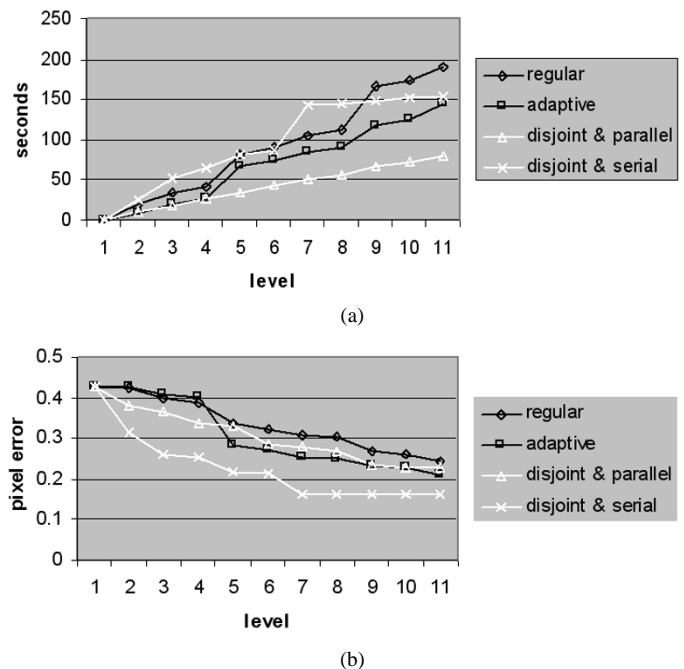 250
200
150
100
50
0
seconds
1 2 3 4 5 6 7 8 9 10 11
level
regular
adaptive
disjoint & parallel
disjoint & serial
(a)
0.5
0.4
0.3
0.2
0.1
0
pixel error
1 2 3 4 5 6 7 8 9 10 11
level
regular
adaptive
disjoint & parallel
disjoint & serial
(b)